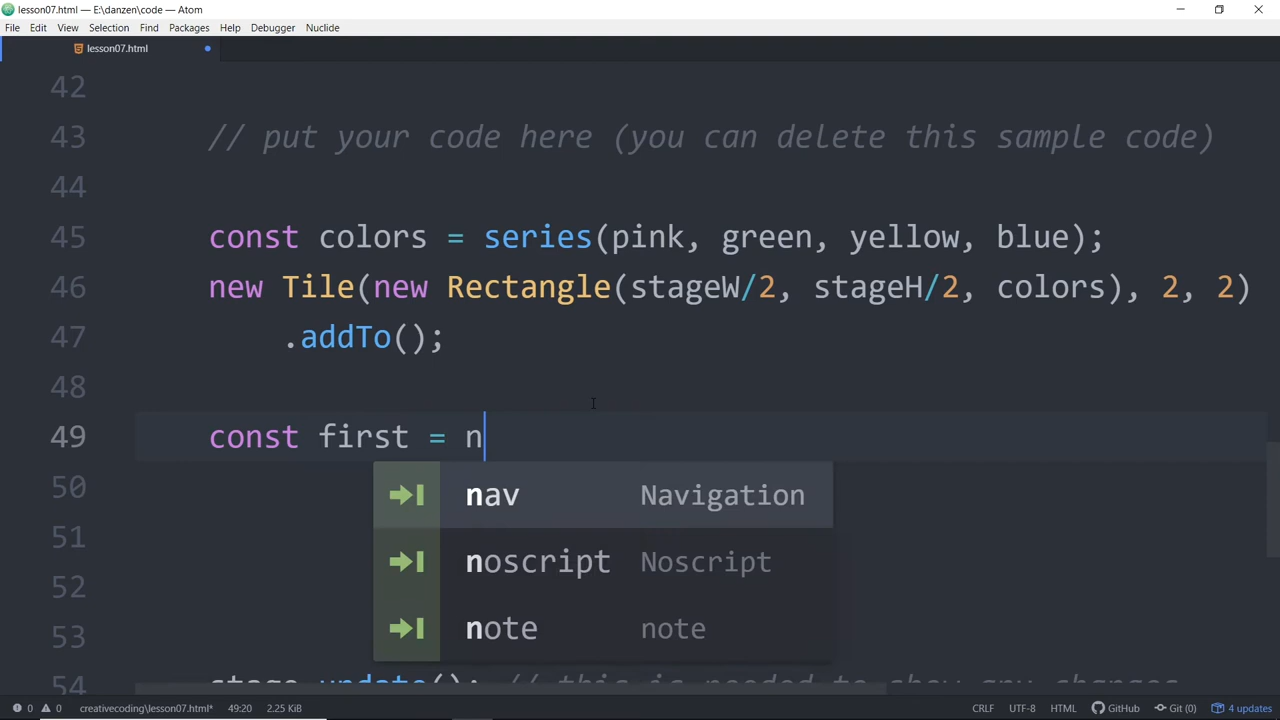 lesson07.html — E:\danzen\code — Atom
File Edit View Selection Find Packages Help Debugger Nuclide
lesson07.html
42
43 // put your code here (you can delete this sample code)
44
45 const colors = series(pink, green, yellow, blue);
46 new Tile(new Rectangle(stageW/2, stageH/2, colors), 2, 2)
47 .addTo();
48
49 const first = n
50 nav Navigation
51 noscript Noscript
52
53 note note
54 stage.update(); // this is needed to show any changes
0 0 creativecoding\lesson07.html* 49:20 2.25 KiB CRLF UTF-8 HTML GitHub Git (0) 4 updates